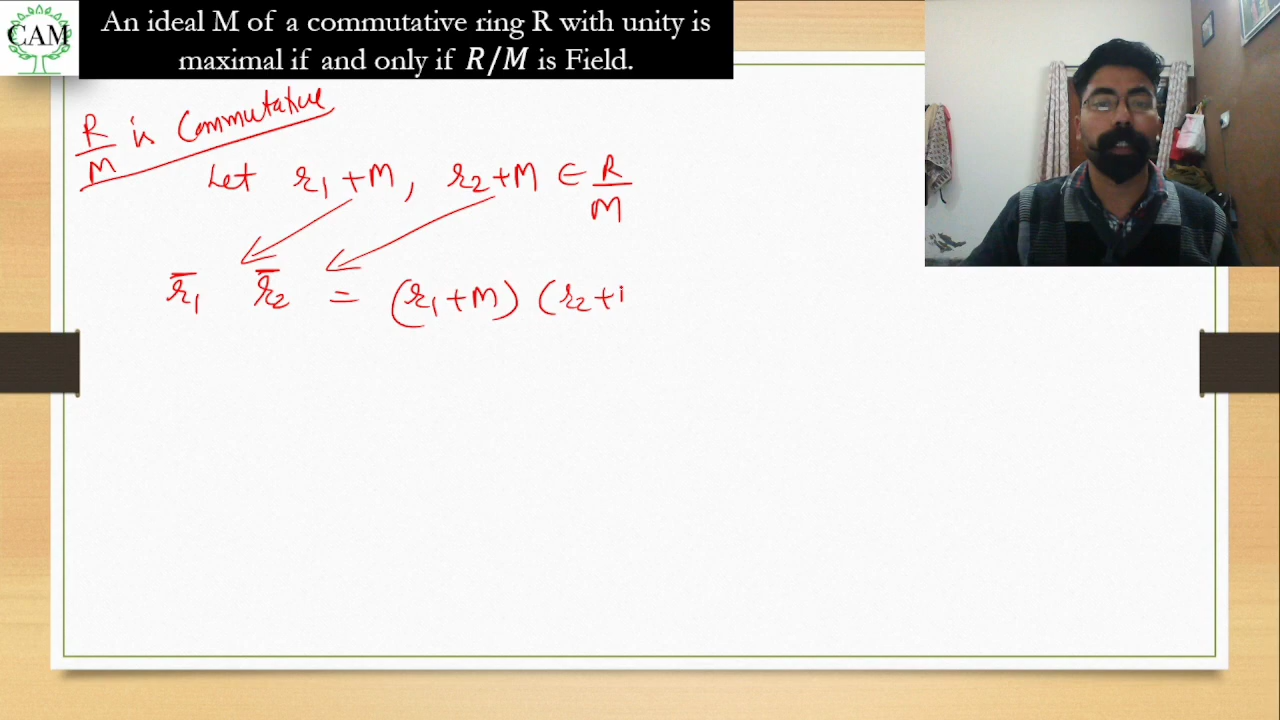 CAM
An ideal M of a commutative ring R with unity is
maximal if and only if R/M is Field.
R/M is Commutative
Let r₁+M, r₂+M ∈ R/M
r̄₁ r̄₂ = (r₁+M) (r₂+